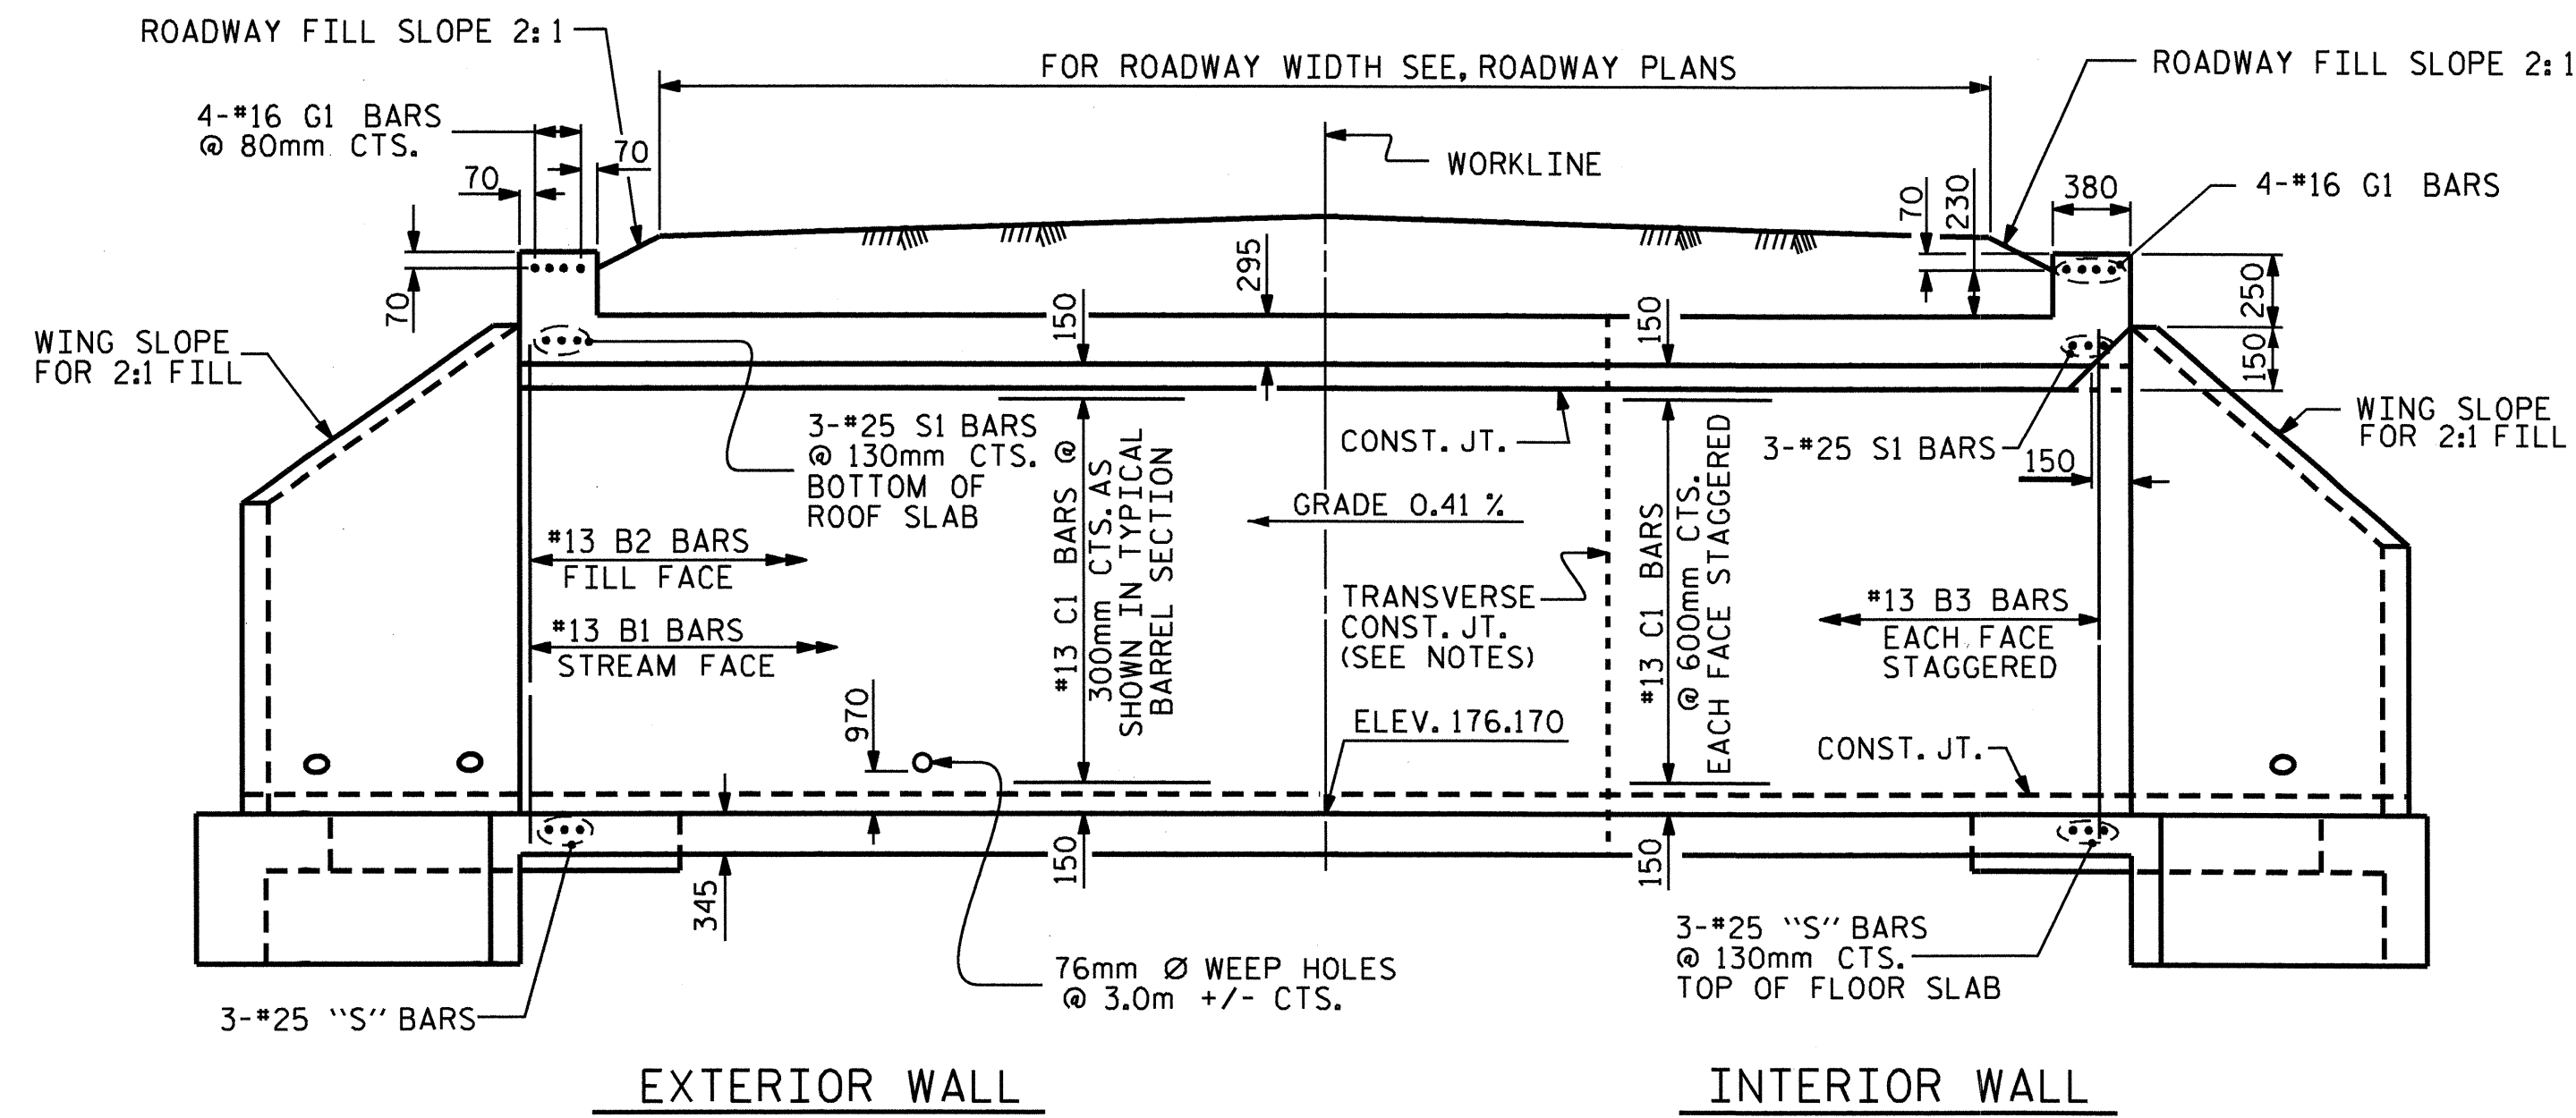 ROADWAY FILL SLOPE 2:1
FOR ROADWAY WIDTH SEE, ROADWAY PLANS
ROADWAY FILL SLOPE 2:1
4-#16 G1 BARS
@ 80mm CTS.
70
70
WORKLINE
70
230
380
4-#16 G1 BARS
70
295
150
150
250
150
WING SLOPE
FOR 2:1 FILL
WING SLOPE
FOR 2:1 FILL
3-#25 S1 BARS
@ 130mm CTS.
BOTTOM OF
ROOF SLAB
#13 C1 BARS @
300mm CTS. AS
SHOWN IN TYPICAL
BARREL SECTION
CONST. JT.
GRADE 0.41 %
#13 C1 BARS
@ 600mm CTS.
EACH FACE STAGGERED
3-#25 S1 BARS
150
#13 B2 BARS
FILL FACE
#13 B1 BARS
STREAM FACE
TRANSVERSE
CONST. JT.
(SEE NOTES)
#13 B3 BARS
EACH FACE
STAGGERED
970
ELEV. 176.170
CONST. JT.
345
150
150
3-#25 "S" BARS
76mm Ø WEEP HOLES
@ 3.0m +/- CTS.
3-#25 "S" BARS
@ 130mm CTS.
TOP OF FLOOR SLAB
EXTERIOR WALL
INTERIOR WALL